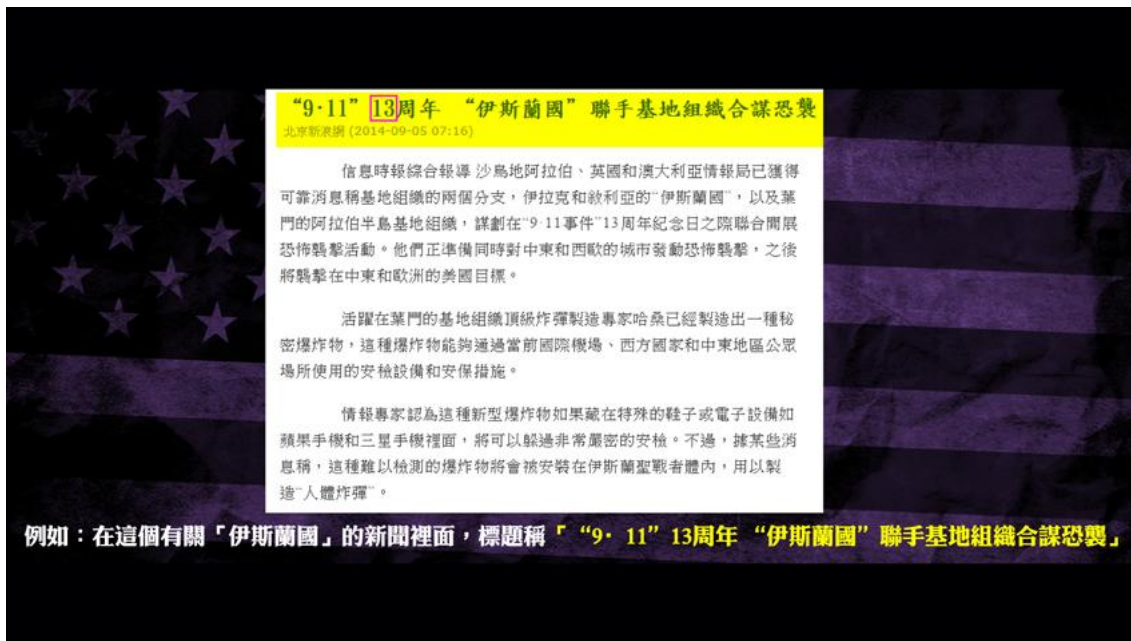 “9·11”13周年 “伊斯蘭國”聯手基地組織合謀恐襲
北京新浪網 (2014-09-05 07:16)
信息時報綜合報導 沙烏地阿拉伯、英國和澳大利亞情報局已獲得
可靠消息稱基地組織的兩個分支，伊拉克和敘利亞的“伊斯蘭國”，以及葉
門的阿拉伯半島基地組織，謀劃在“9·11事件”13周年紀念日之際聯合開展
恐怖襲擊活動。他們正準備同時對中東和西歐的城市發動恐怖襲擊，之後
將襲擊在中東和歐洲的美國目標。
活躍在葉門的基地組織頂級炸彈製造專家哈桑已經製造出一種秘
密爆炸物，這種爆炸物能夠通過當前國際機場、西方國家和中東地區公眾
場所使用的安檢設備和安保措施。
情報專家認為這種新型爆炸物如果藏在特殊的鞋子或電子設備如
蘋果手機和三星手機裡面，將可以躲過非常嚴密的安檢。不過，據某些消
息稱，這種難以檢測的爆炸物將會被安裝在伊斯蘭聖戰者體內，用以製
造“人體炸彈”。
例如：在這個有關「伊斯蘭國」的新聞裡面，標題稱「“9·11”13周年 “伊斯蘭國”聯手基地組織合謀恐襲」